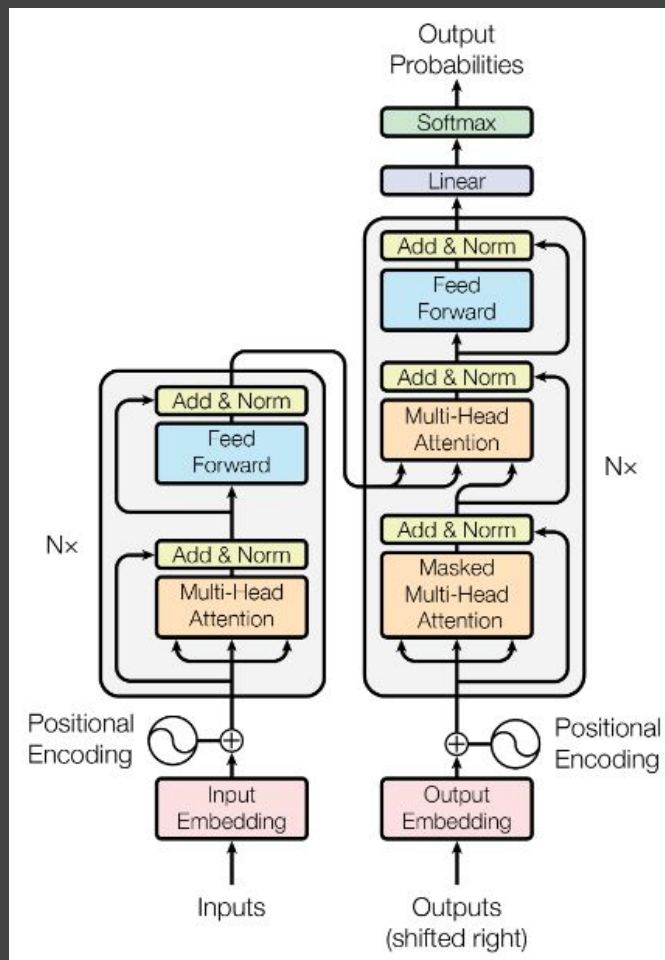 Output
Probabilities
Softmax
Linear
Add & Norm
Feed
Forward
Add & Norm
Multi-Head
Attention
Nx
Add & Norm
Masked
Multi-Head
Attention
Add & Norm
Feed
Forward
Nx
Add & Norm
Multi-Head
Attention
Positional
Encoding
Positional
Encoding
Input
Embedding
Output
Embedding
Inputs
Outputs
(shifted right)